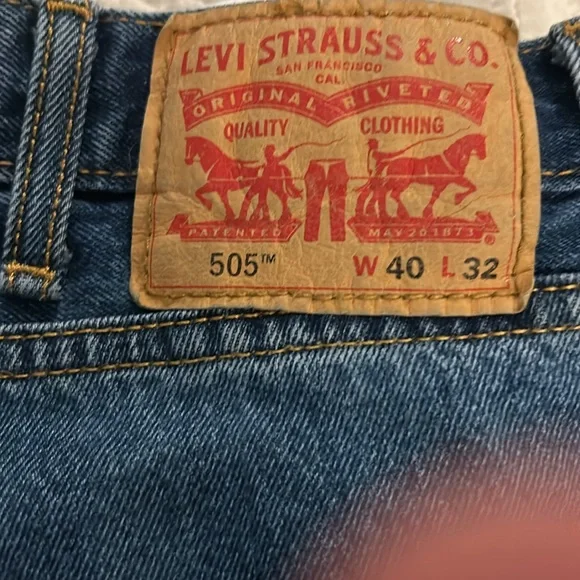 LEVI STRAUSS & CO.
SAN FRANCISCO
CAL.
ORIGINAL RIVETED
QUALITY CLOTHING
PATENTED MAY 20 1873 ®
505™ W 40 L 32